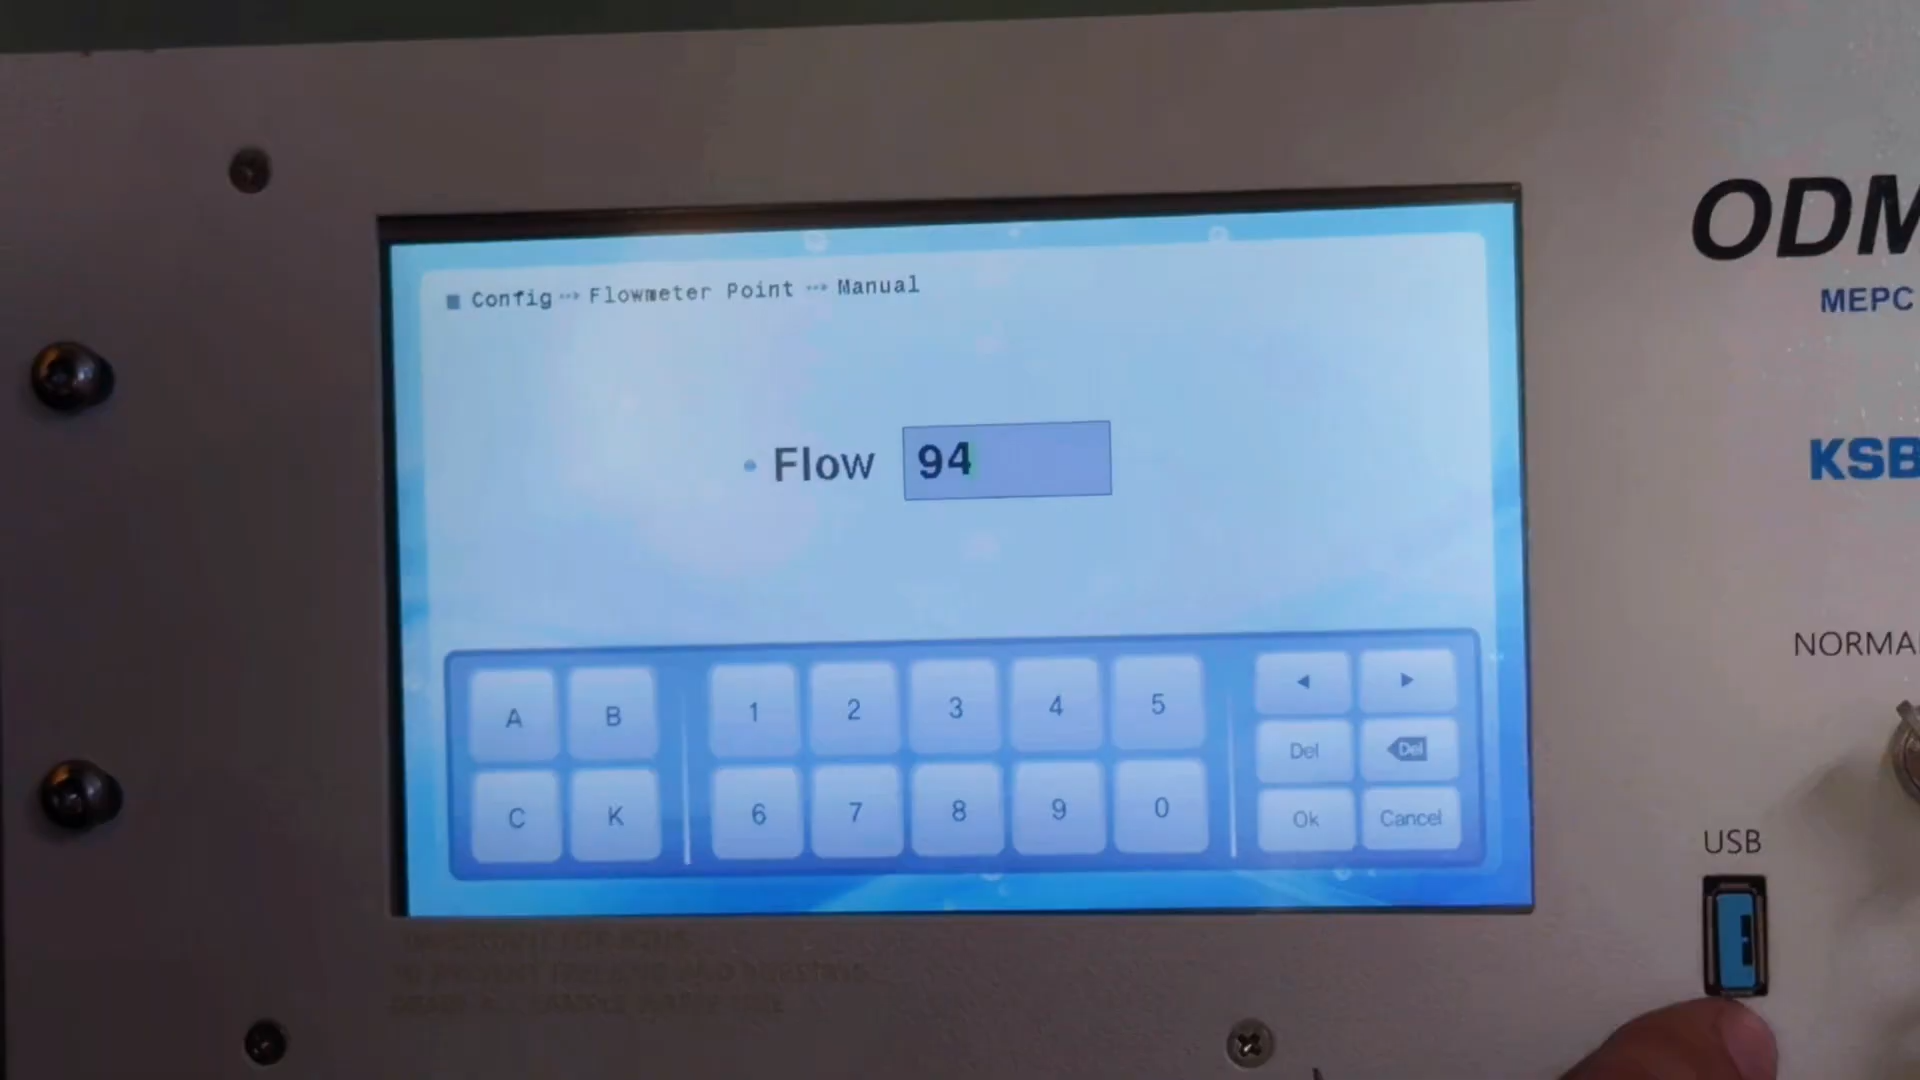 ODM
MEPC
■ Config ⤏ Flowmeter Point ⤏ Manual
KSB
• Flow 94
NORMA
A B 1 2 3 4 5 ◄ ►
Del Del
C K 6 7 8 9 0 Ok Cancel
USB